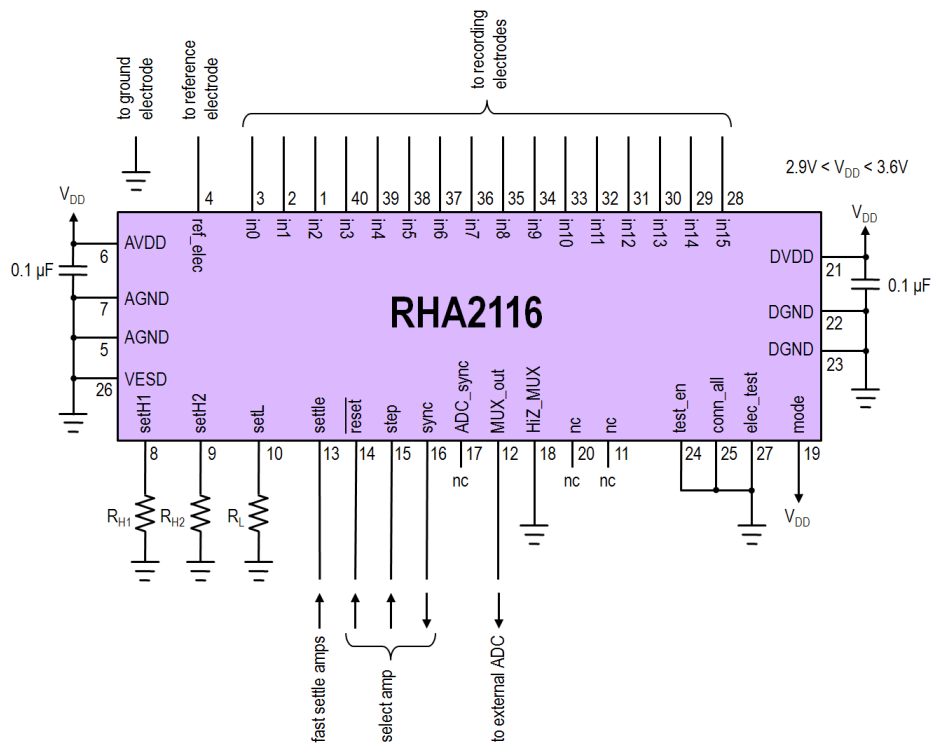 to ground
electrode
to reference
electrode
to recording
electrodes
2.9V < VDD < 3.6V
4
3
2
1
40
39
38
37
36
35
34
33
32
31
30
29
28
ref_elec
in0
in1
in2
in3
in4
in5
in6
in7
in8
in9
in10
in11
in12
in13
in14
in15
VDD
6
AVDD
0.1 µF
7
AGND
5
AGND
26
VESD
RHA2116
VDD
DVDD
21
0.1 µF
DGND
22
DGND
23
setH1
setH2
setL
settle
reset
step
sync
ADC_sync
MUX_out
HiZ_MUX
nc
nc
test_en
conn_all
elec_test
mode
8
9
10
13
14
15
16
17
12
18
20
11
24
25
27
19
nc
nc
nc
RH1
RH2
RL
VDD
fast settle amps
select amp
to external ADC